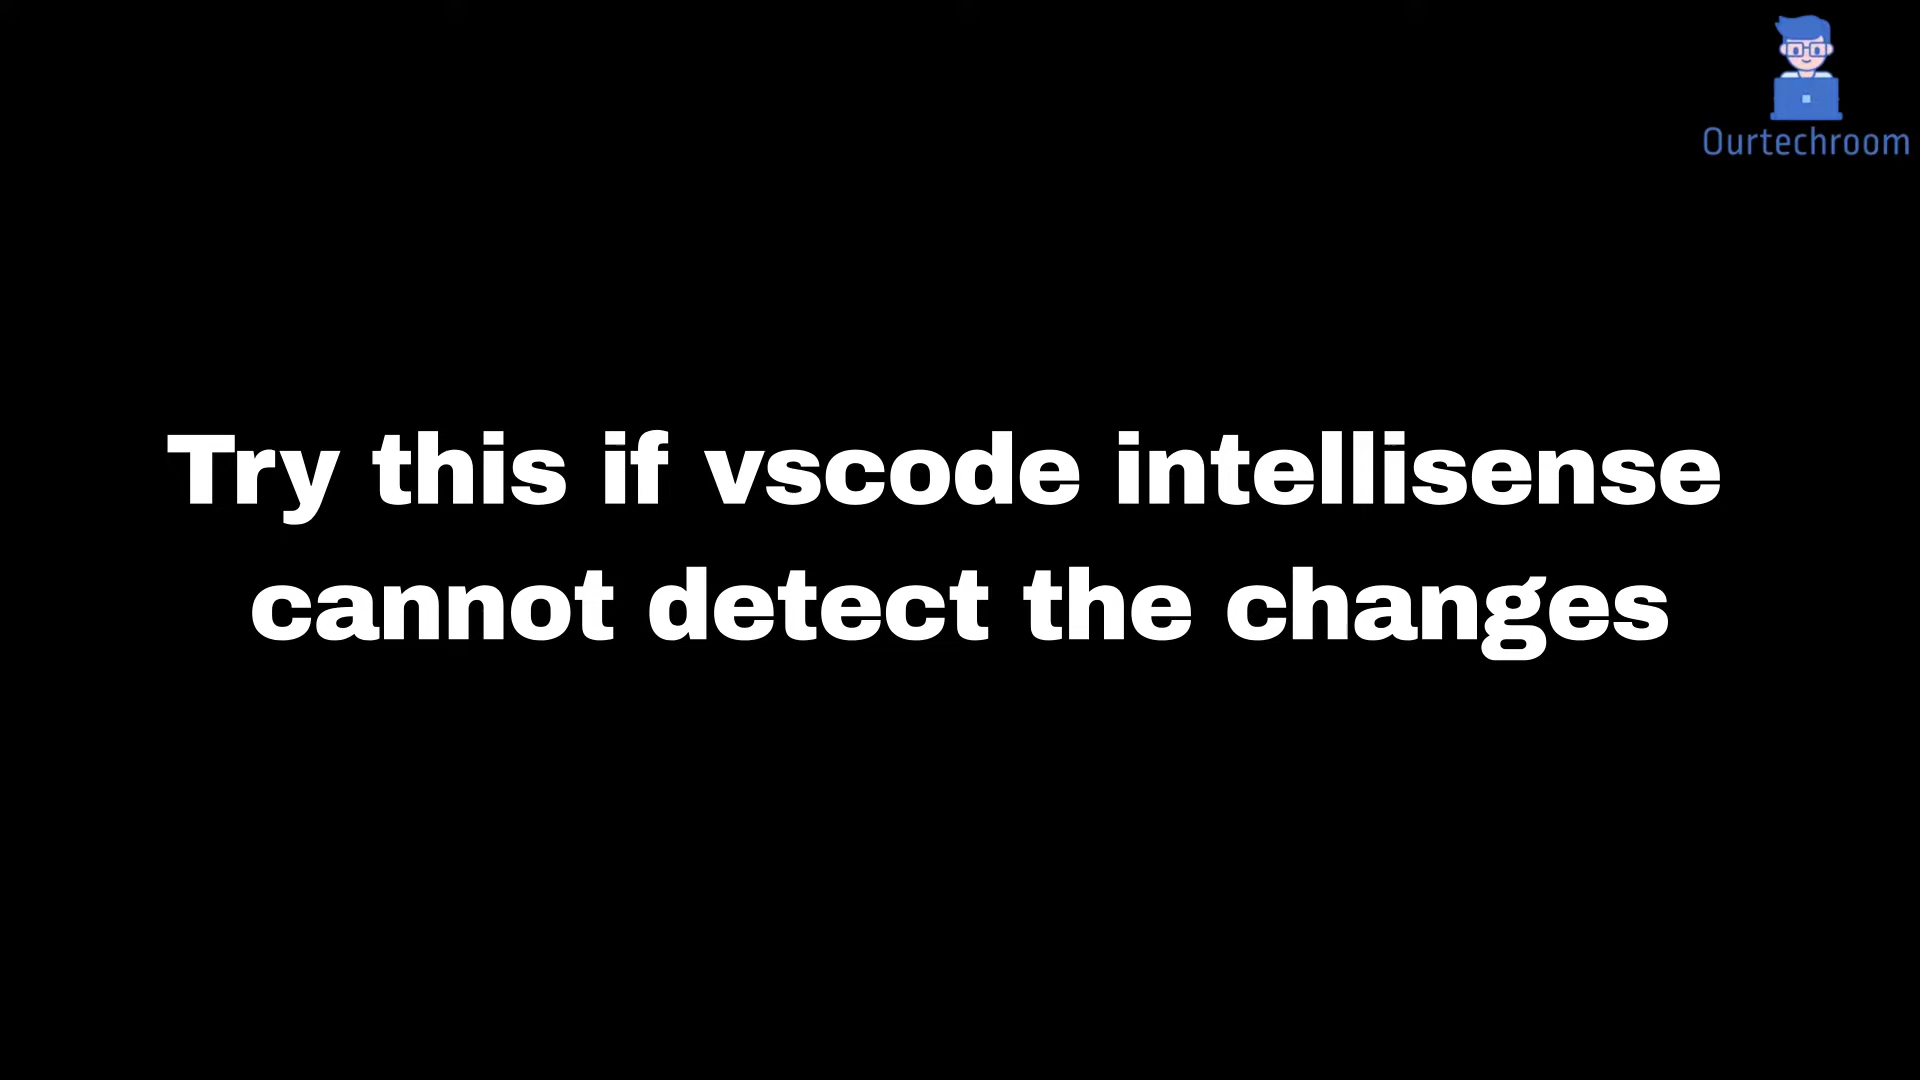 Ourtechroom
Try this if vscode intellisense
cannot detect the changes